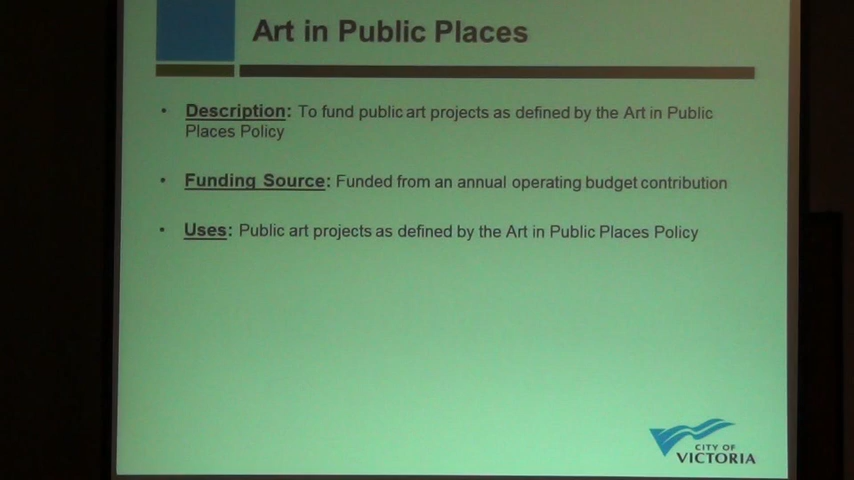 Art in Public Places
• Description: To fund public art projects as defined by the Art in Public
Places Policy
• Funding Source: Funded from an annual operating budget contribution
• Uses: Public art projects as defined by the Art in Public Places Policy
CITY OF
VICTORIA